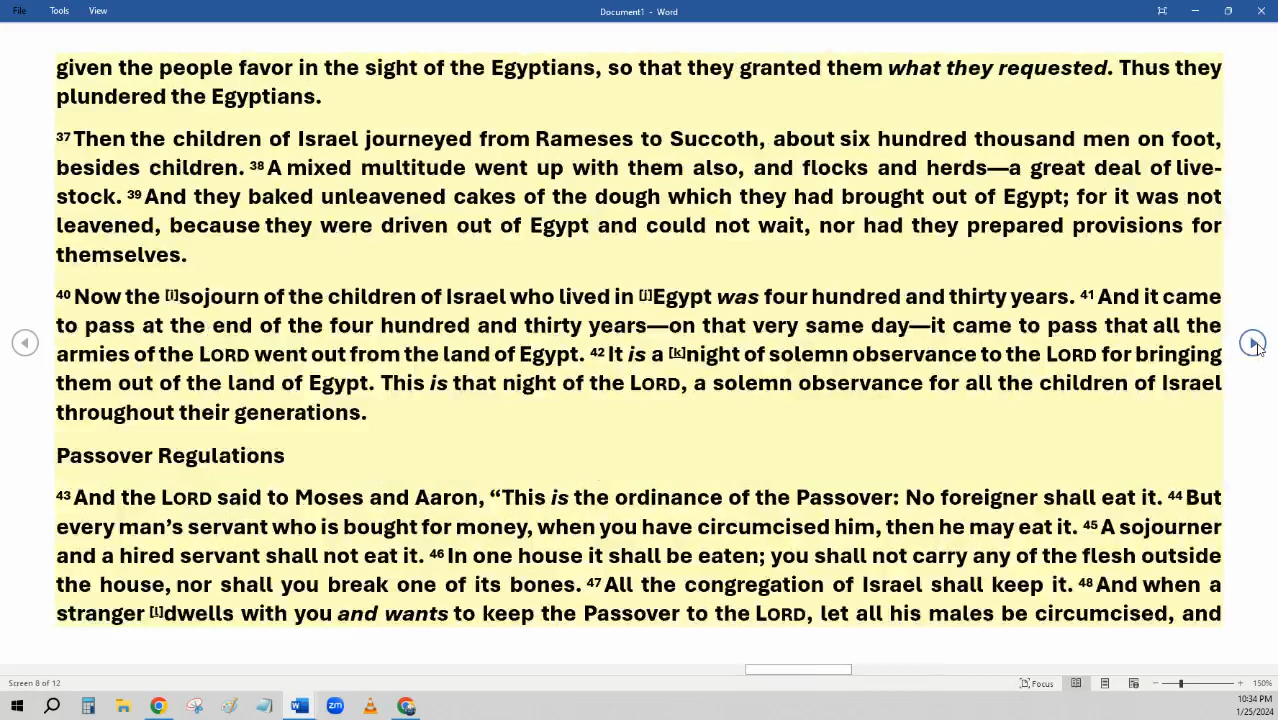 File Tools View Document1 - Word
given the people favor in the sight of the Egyptians, so that they granted them what they requested. Thus they
plundered the Egyptians.
37 Then the children of Israel journeyed from Rameses to Succoth, about six hundred thousand men on foot,
besides children. 38 A mixed multitude went up with them also, and flocks and herds—a great deal of live-
stock. 39 And they baked unleavened cakes of the dough which they had brought out of Egypt; for it was not
leavened, because they were driven out of Egypt and could not wait, nor had they prepared provisions for
themselves.
40 Now the [i]sojourn of the children of Israel who lived in [j]Egypt was four hundred and thirty years. 41 And it came
to pass at the end of the four hundred and thirty years—on that very same day—it came to pass that all the
armies of the LORD went out from the land of Egypt. 42 It is a [k]night of solemn observance to the LORD for bringing
them out of the land of Egypt. This is that night of the LORD, a solemn observance for all the children of Israel
throughout their generations.
Passover Regulations
43 And the LORD said to Moses and Aaron, “This is the ordinance of the Passover: No foreigner shall eat it. 44 But
every man’s servant who is bought for money, when you have circumcised him, then he may eat it. 45 A sojourner
and a hired servant shall not eat it. 46 In one house it shall be eaten; you shall not carry any of the flesh outside
the house, nor shall you break one of its bones. 47 All the congregation of Israel shall keep it. 48 And when a
stranger [l]dwells with you and wants to keep the Passover to the LORD, let all his males be circumcised, and
Screen 8 of 12 Focus 150%
zm 10:34 PM
1/25/2024